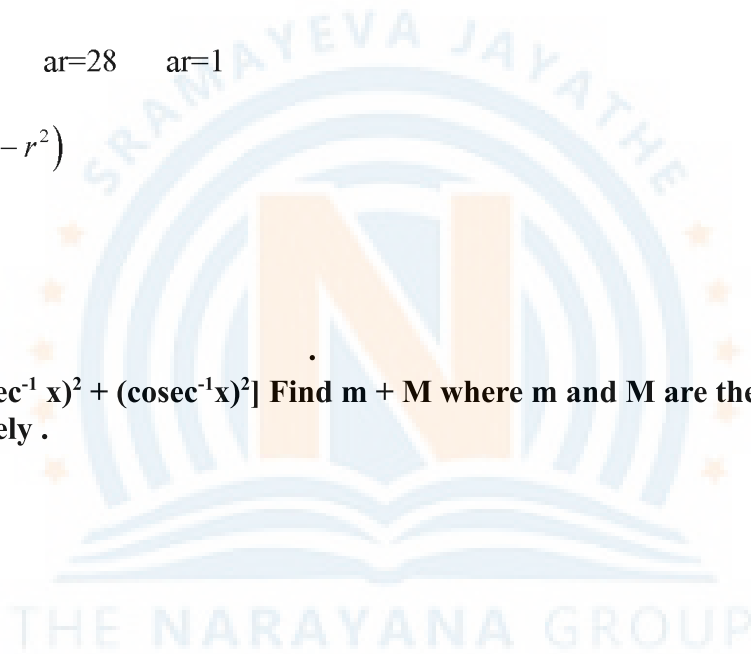 SRAMAYEVA JAYATHE
ar=28 ar=1
– r²)
ec⁻¹ x)² + (cosec⁻¹x)²] Find m + M where m and M are the
ely .
THE NARAYANA GROUP